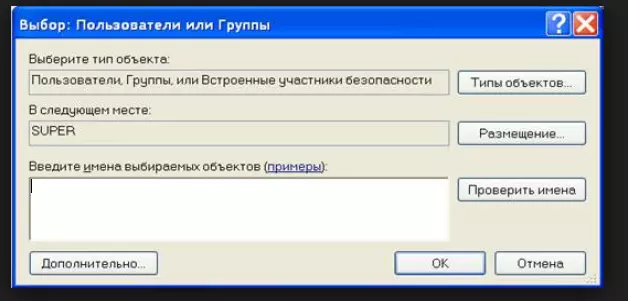 Выбор: Пользователи или Группы
Выберите тип объекта:
Пользователи, Группы, или Встроенные участники безопасности
Типы объектов...
В следующем месте:
SUPER
Размещение...
Введите имена выбираемых объектов (примеры):
Проверить имена
Дополнительно...
OK
Отмена